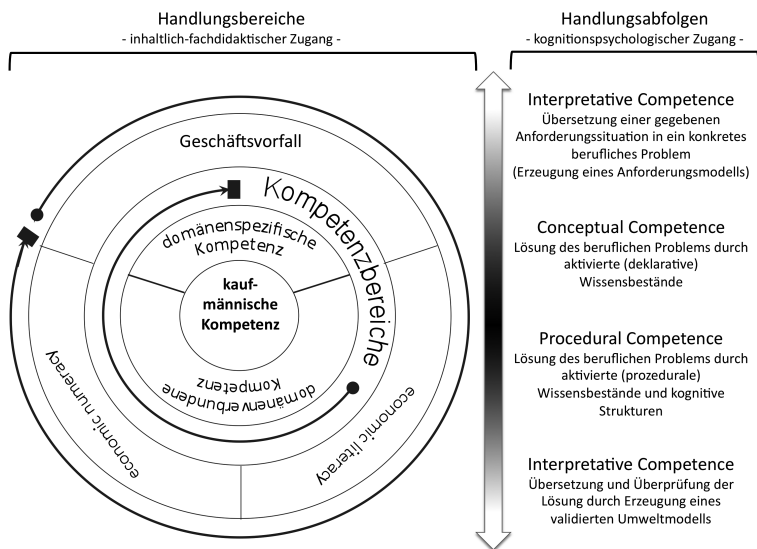 Handlungsbereiche
- inhaltlich-fachdidaktischer Zugang -
Geschäftsvorfall
Kompetenzbereiche
domänenspezifische
Kompetenz
kauf-
männische
Kompetenz
domänenverbundene
Kompetenz
economic numeracy
economic literacy
Handlungsabfolgen
- kognitionspsychologischer Zugang -
Interpretative Competence
Übersetzung einer gegebenen
Anforderungssituation in ein konkretes
berufliches Problem
(Erzeugung eines Anforderungsmodells)
Conceptual Competence
Lösung des beruflichen Problems durch
aktivierte (deklarative)
Wissensbestände
Procedural Competence
Lösung des beruflichen Problems durch
aktivierte (prozedurale)
Wissensbestände und kognitive
Strukturen
Interpretative Competence
Übersetzung und Überprüfung der
Lösung durch Erzeugung eines
validierten Umweltmodells